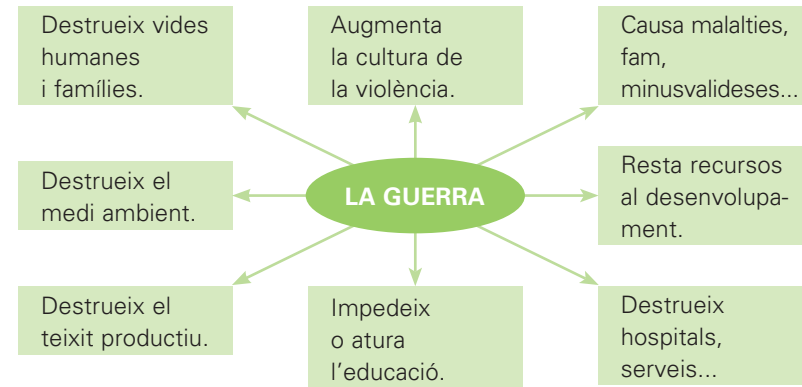 Destrueix vides
humanes
i famílies.
Augmenta
la cultura de
la violència.
Causa malalties,
fam,
minusvalideses...
Destrueix el
medi ambient.
LA GUERRA
Resta recursos
al desenvolupa-
ment.
Destrueix el
teixit productiu.
Impedeix
o atura
l’educació.
Destrueix
hospitals,
serveis...